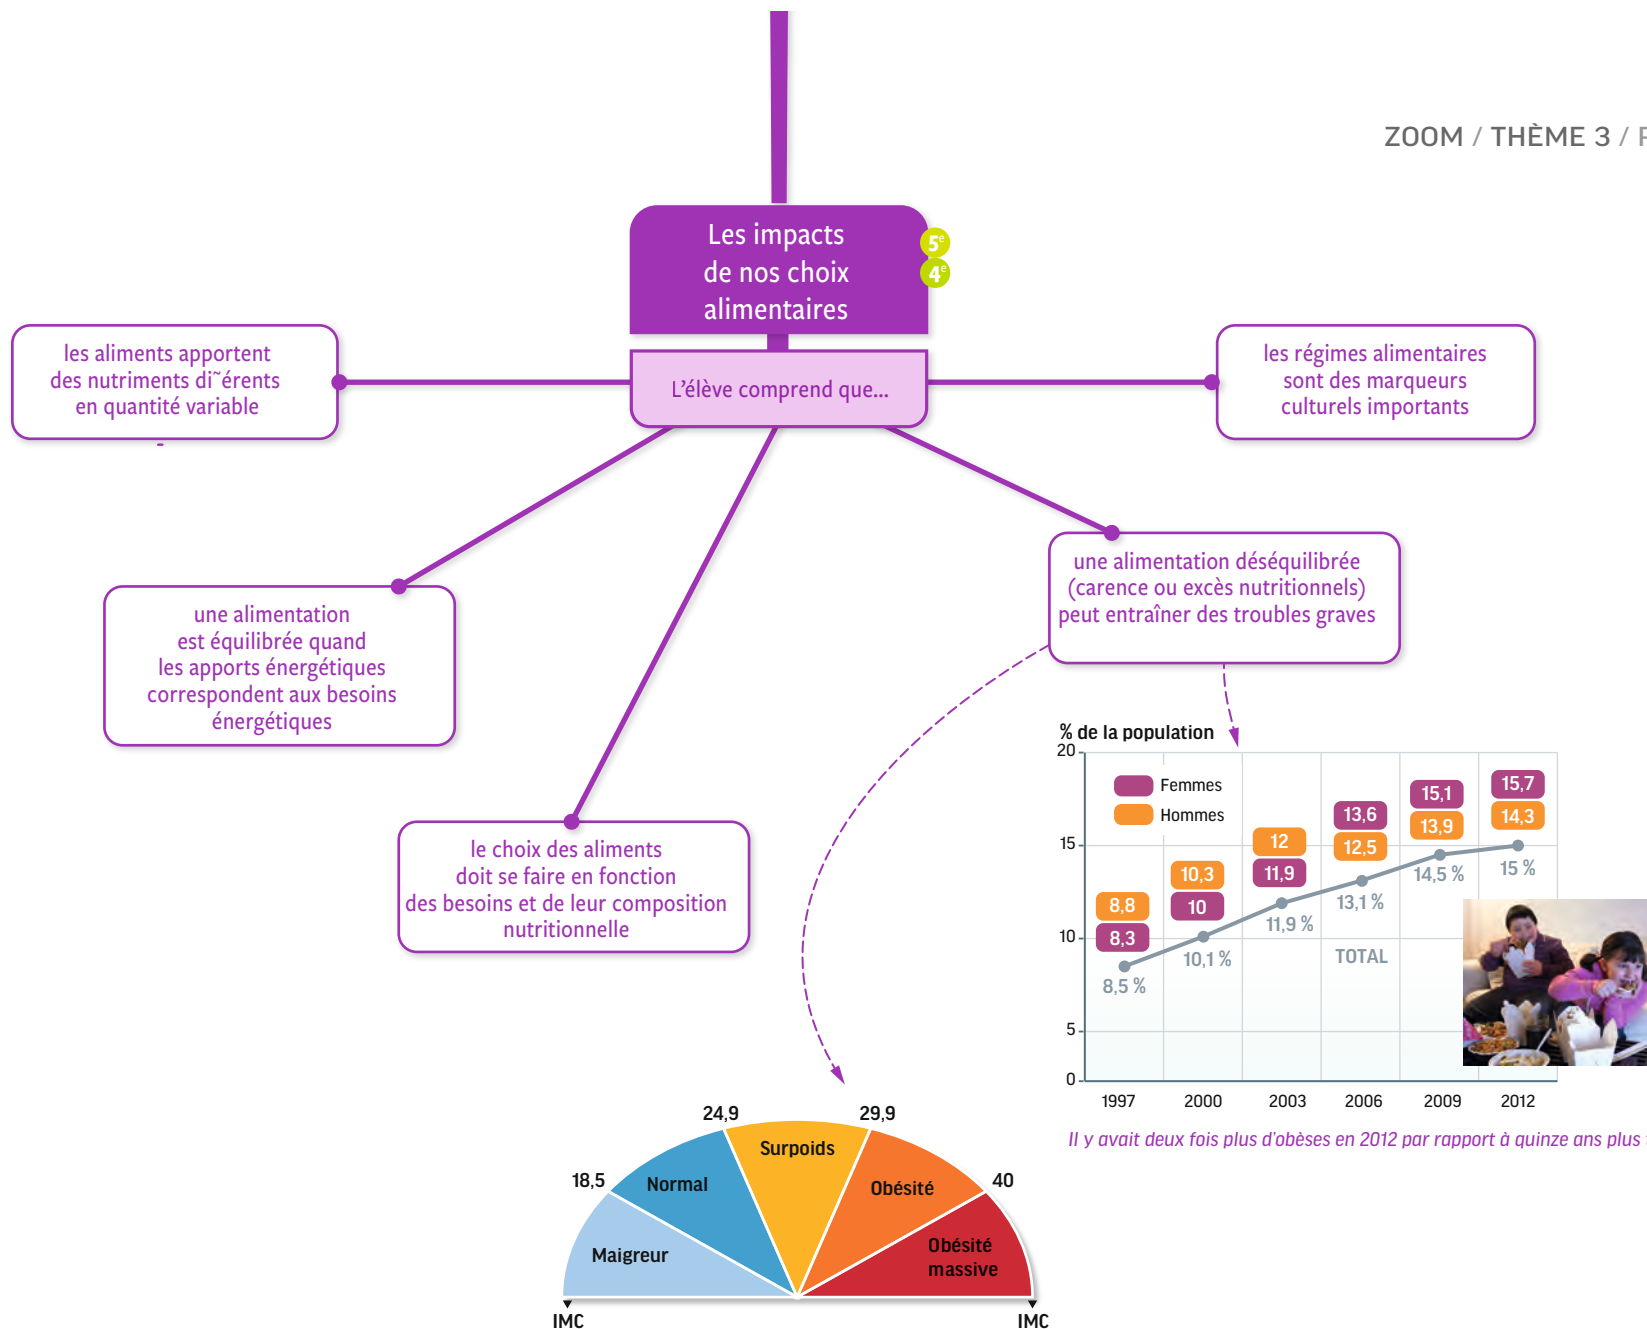 ZOOM / THÈME 3 /
Les impacts
de nos choix
alimentaires
5e
4e
L'élève comprend que...
les aliments apportent
des nutriments di˜érents
en quantité variable
-
les régimes alimentaires
sont des marqueurs
culturels importants
une alimentation
est équilibrée quand
les apports énergétiques
correspondent aux besoins
énergétiques
le choix des aliments
doit se faire en fonction
des besoins et de leur composition
nutritionnelle
une alimentation déséquilibrée
(carence ou excès nutritionnels)
peut entraîner des troubles graves
% de la population
20
15
10
5
0
Femmes
Hommes
8,8
8,3
8,5 %
10,3
10
10,1 %
12
11,9
11,9 %
13,6
12,5
13,1 %
15,1
13,9
14,5 %
15,7
14,3
15 %
TOTAL
1997 2000 2003 2006 2009 2012
Il y avait deux fois plus d'obèses en 2012 par rapport à quinze ans plus
18,5
24,9
29,9
40
Maigreur
Normal
Surpoids
Obésité
Obésité
massive
IMC
IMC